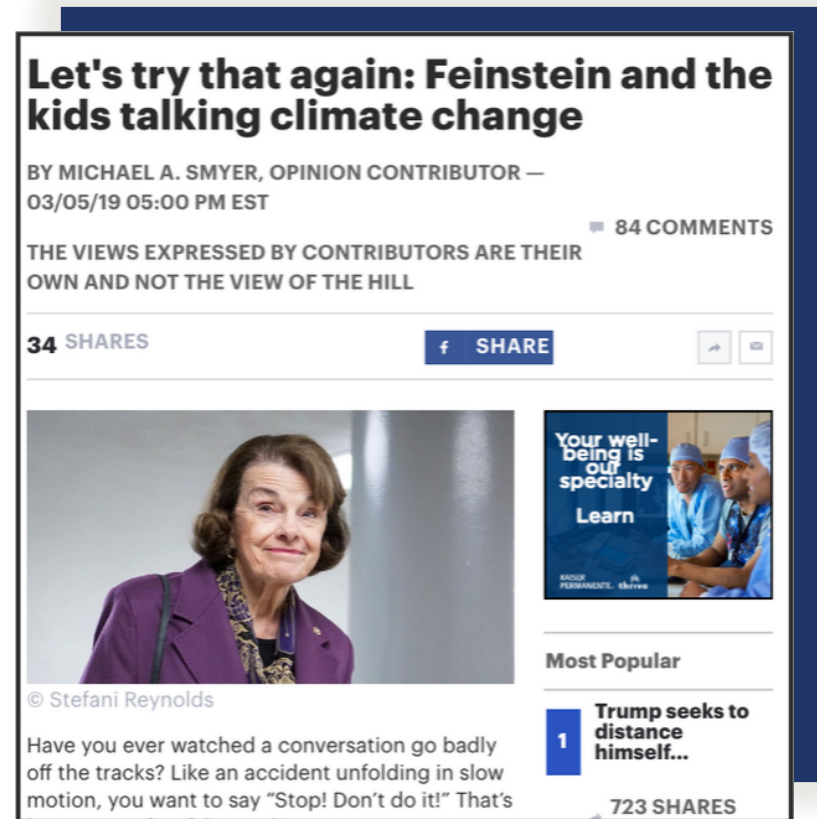 Let's try that again: Feinstein and the
kids talking climate change
BY MICHAEL A. SMYER, OPINION CONTRIBUTOR —
03/05/19 05:00 PM EST
84 COMMENTS
THE VIEWS EXPRESSED BY CONTRIBUTORS ARE THEIR
OWN AND NOT THE VIEW OF THE HILL
34 SHARES
f SHARE
Your well-
being is
our
specialty
Learn
KAISER
PERMANENTE. thrive
© Stefani Reynolds
Have you ever watched a conversation go badly
off the tracks? Like an accident unfolding in slow
motion, you want to say “Stop! Don’t do it!” That’s
Most Popular
1
Trump seeks to
distance
himself...
723 SHARES